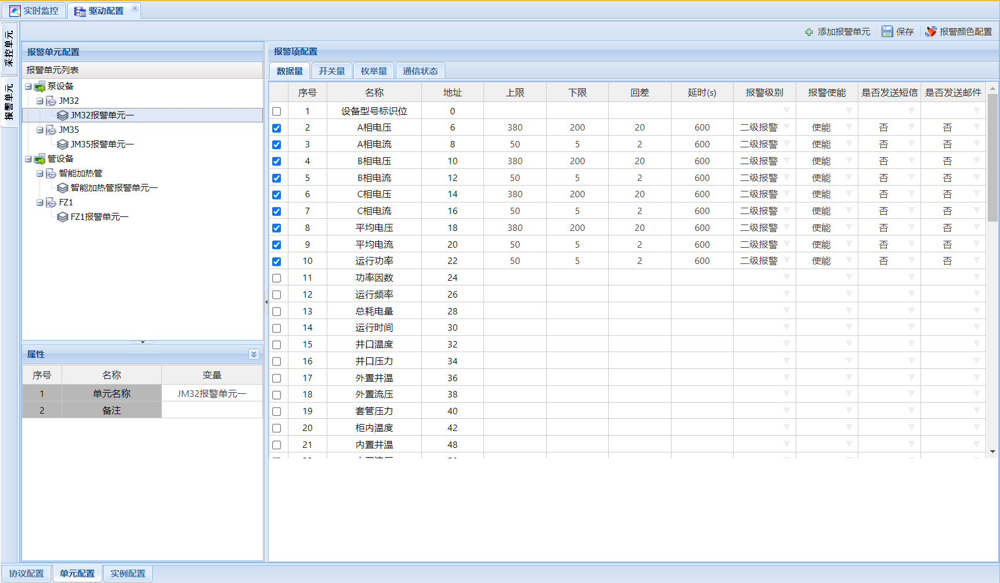 实时监控 驱动配置
添加报警单元 保存 报警颜色配置
采控单元
报警单元
报警单元配置
报警单元列表
泵设备
JM32
JM32报警单元一
JM35
JM35报警单元一
管设备
智能加热管
智能加热管报警单元一
FZ1
FZ1报警单元一
属性
序号 名称 变量
1 单元名称 JM32报警单元一
2 备注
报警项配置
数据量 开关量 枚举量 通信状态
序号 名称 地址 上限 下限 回差 延时(s) 报警级别 报警使能 是否发送短信 是否发送邮件
1 设备型号标识位 0
2 A相电压 6 380 200 20 600 二级报警 使能 否 否
3 A相电流 8 50 5 2 600 二级报警 使能 否 否
4 B相电压 10 380 200 20 600 二级报警 使能 否 否
5 B相电流 12 50 5 2 600 二级报警 使能 否 否
6 C相电压 14 380 200 20 600 二级报警 使能 否 否
7 C相电流 16 50 5 2 600 二级报警 使能 否 否
8 平均电压 18 380 200 20 600 二级报警 使能 否 否
9 平均电流 20 50 5 2 600 二级报警 使能 否 否
10 运行功率 22 50 5 2 600 二级报警 使能 否 否
11 功率因数 24
12 运行频率 26
13 总耗电量 28
14 运行时间 30
15 井口温度 32
16 井口压力 34
17 外置井温 36
18 外置流压 38
19 套管压力 40
20 柜内温度 42
21 内置井温 48
协议配置 单元配置 实例配置